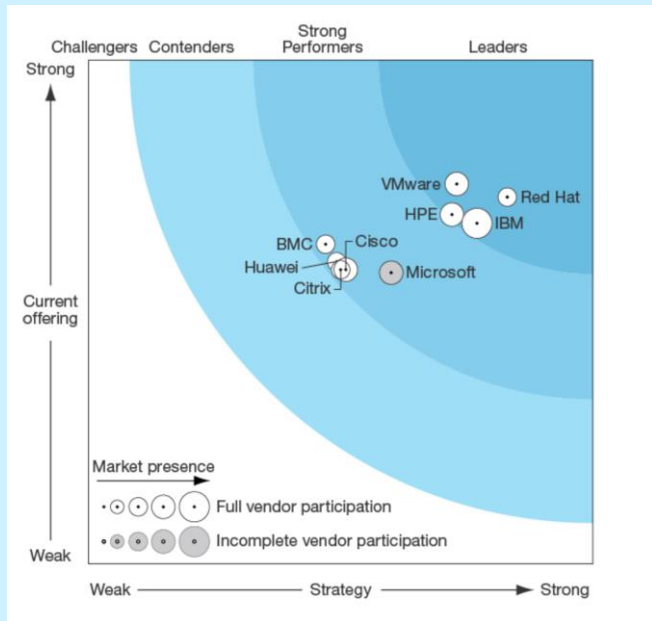 Challengers
Contenders
Strong
Performers
Leaders
Strong
VMware
Red Hat
HPE
IBM
BMC
Cisco
Huawei
Microsoft
Citrix
Current
offering
Market presence
Full vendor participation
Incomplete vendor participation
Weak
Weak
Strategy
Strong